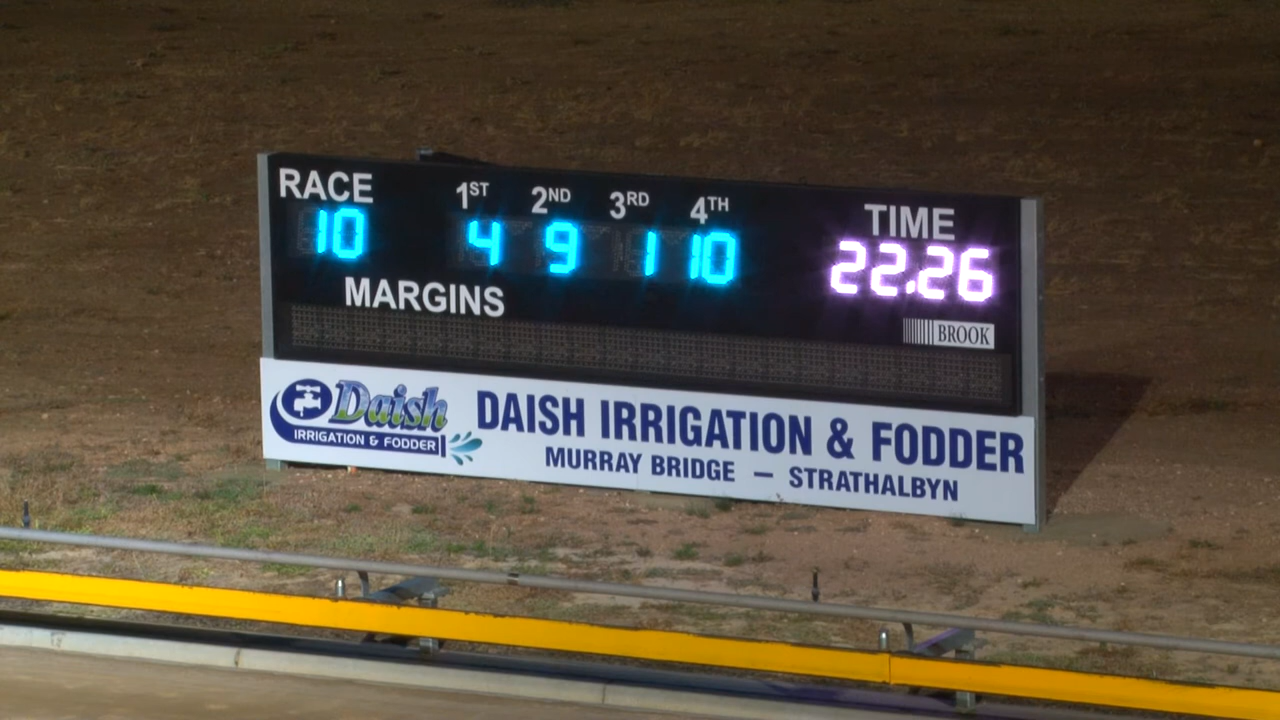 RACE 1ST 2ND 3RD 4TH TIME
10 4 9 1 10 22.26
MARGINS
BROOK
Daish
IRRIGATION & FODDER
DAISH IRRIGATION & FODDER
MURRAY BRIDGE – STRATHALBYN